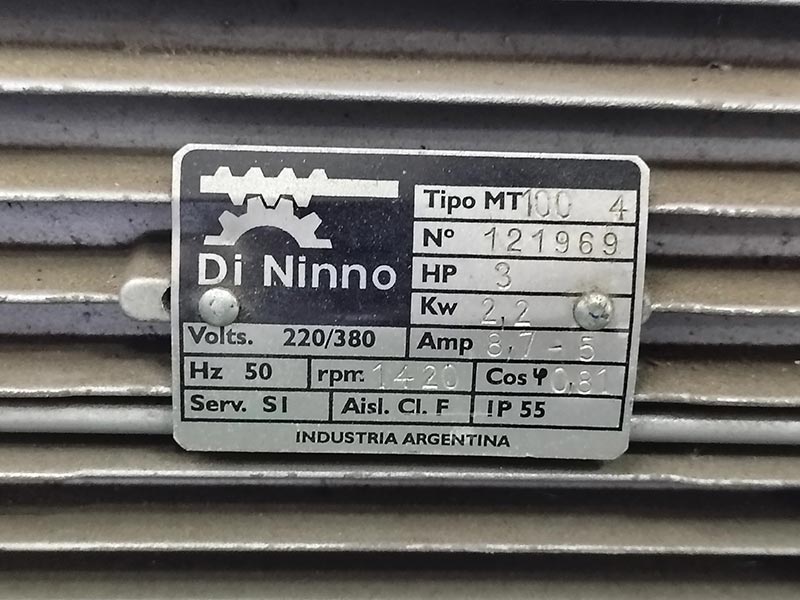 Di Ninno
Tipo MT 100 4
Nº 121969
HP 3
Kw 2,2
Volts. 220/380
Amp 8,7 - 5
Hz 50 rpm. 1420 Cos φ 0,81
Serv. S1 Aisl. Cl. F IP 55
INDUSTRIA ARGENTINA